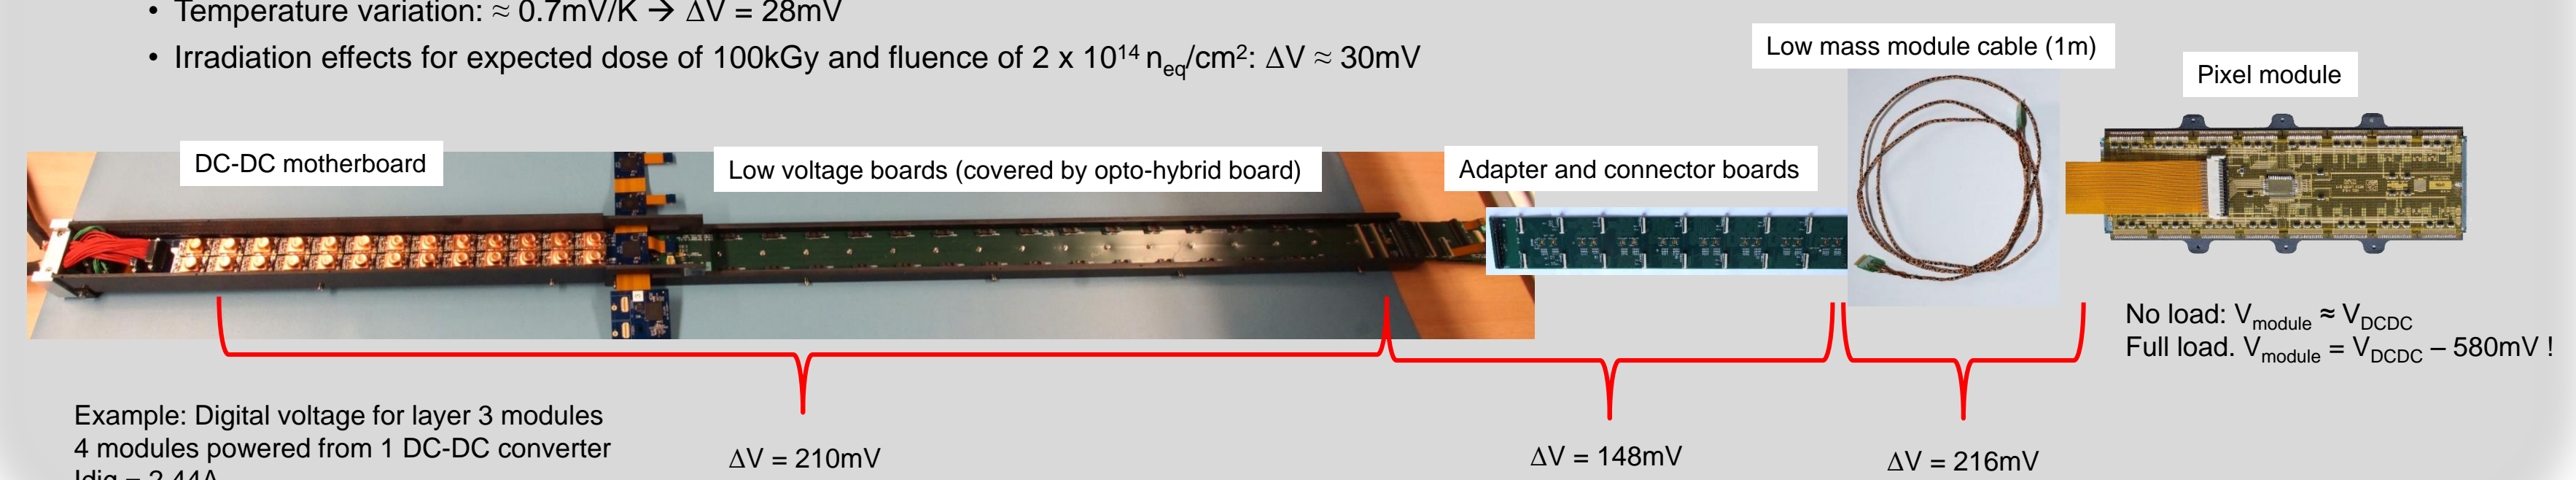 • Temperature variation: ≈ 0.7mV/K → ΔV = 28mV
• Irradiation effects for expected dose of 100kGy and fluence of 2 x 10¹⁴ n_eq/cm²: ΔV ≈ 30mV
Low mass module cable (1m)
Pixel module
DC-DC motherboard
Low voltage boards (covered by opto-hybrid board)
Adapter and connector boards
No load: V_module ≈ V_DCDC
Full load. V_module = V_DCDC – 580mV !
Example: Digital voltage for layer 3 modules
4 modules powered from 1 DC-DC converter
Idig = 2.44A
ΔV = 210mV
ΔV = 148mV
ΔV = 216mV